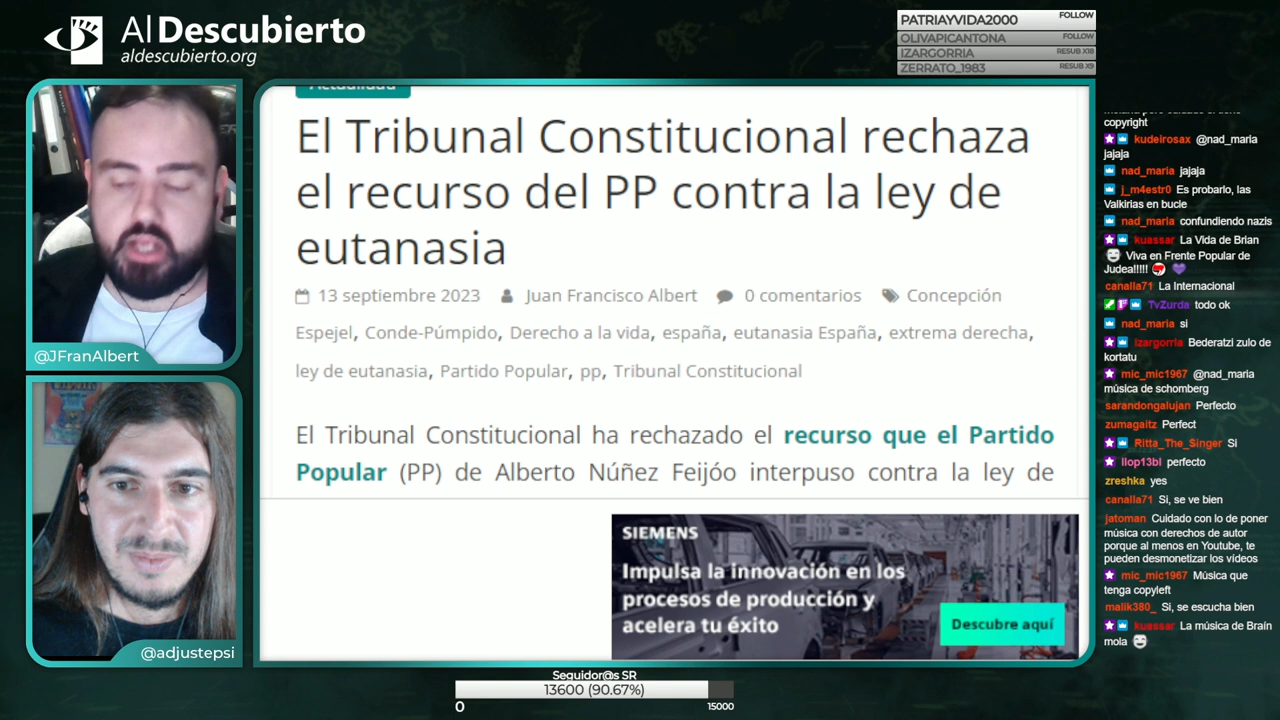 Al Descubierto
aldescubierto.org
PATRIAYVIDA2000 FOLLOW
OLIVAPICANTONA FOLLOW
IZARGORRIA RESUB X18
ZERRATO_1983 RESUB X9
Actualidad
El Tribunal Constitucional rechaza
el recurso del PP contra la ley de
eutanasia
13 septiembre 2023 Juan Francisco Albert 0 comentarios Concepción
Espejel, Conde-Púmpido, Derecho a la vida, españa, eutanasia España, extrema derecha,
ley de eutanasia, Partido Popular, pp, Tribunal Constitucional
El Tribunal Constitucional ha rechazado el recurso que el Partido
Popular (PP) de Alberto Núñez Feijóo interpuso contra la ley de
SIEMENS
Impulsa la innovación en los
procesos de producción y
acelera tu éxito
Descubre aquí
@JFranAlbert
@adjustepsi
copyright
kudeirosax @nad_maria
jajaja
nad_maria jajaja
j_m4estr0 Es probarlo, las
Valkirias en bucle
nad_maria confundiendo nazis
kuassar La Vida de Brian
Viva en Frente Popular de
Judea!!!!!
canalla71 La Internacional
TvZurda todo ok
nad_maria si
izargorria Bederatzi zulo de
kortatu
mic_mic1967 @nad_maria
música de schomberg
sarandongalujan Perfecto
zumagaitz Perfect
Ritta_The_Singer Si
llop13bl perfecto
zreshka yes
canalla71 Si, se ve bien
jatoman Cuidado con lo de poner
música con derechos de autor
porque al menos en Youtube, te
pueden desmonetizar los vídeos
mic_mic1967 Música que
tenga copyleft
malik380_ Si, se escucha bien
kuassar La música de Braín
mola
Seguidor@s SR
13600 (90.67%)
0 15000